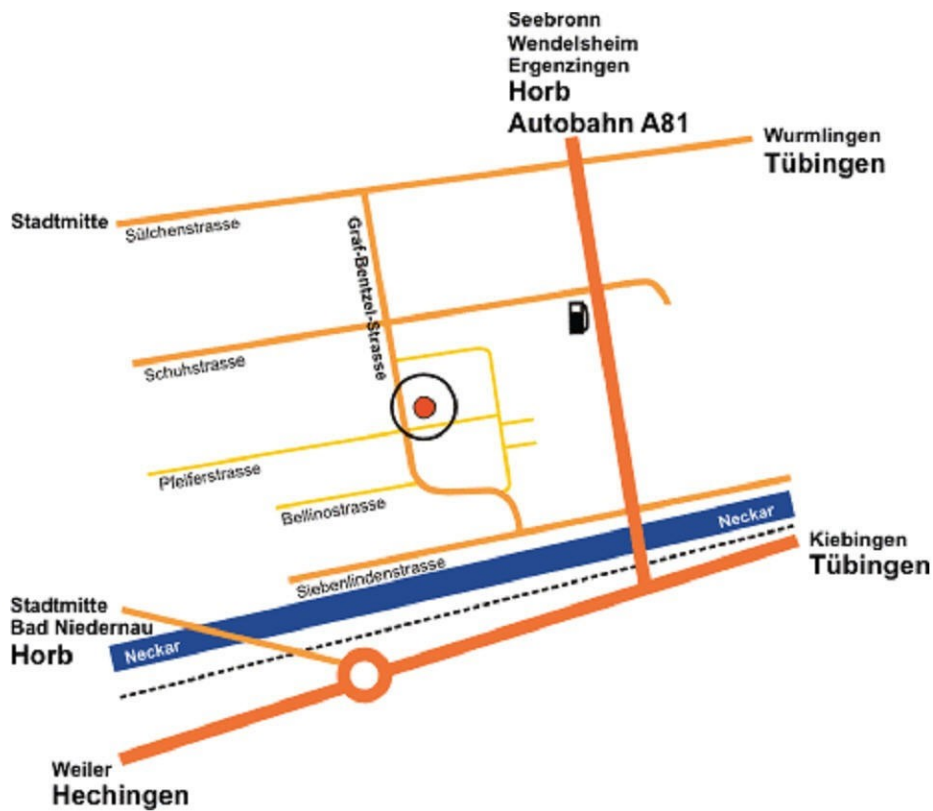 Seebronn
Wendelsheim
Ergenzingen
Horb
Autobahn A81
Wurmlingen
Tübingen
Stadtmitte
Sülchenstrasse
Graf-Bentzel-Strasse
Schuhstrasse
Pfeiferstrasse
Bellinostrasse
Siebenlindenstrasse
Neckar
Kiebingen
Tübingen
Stadtmitte
Bad Niedernau
Horb
Neckar
Weiler
Hechingen